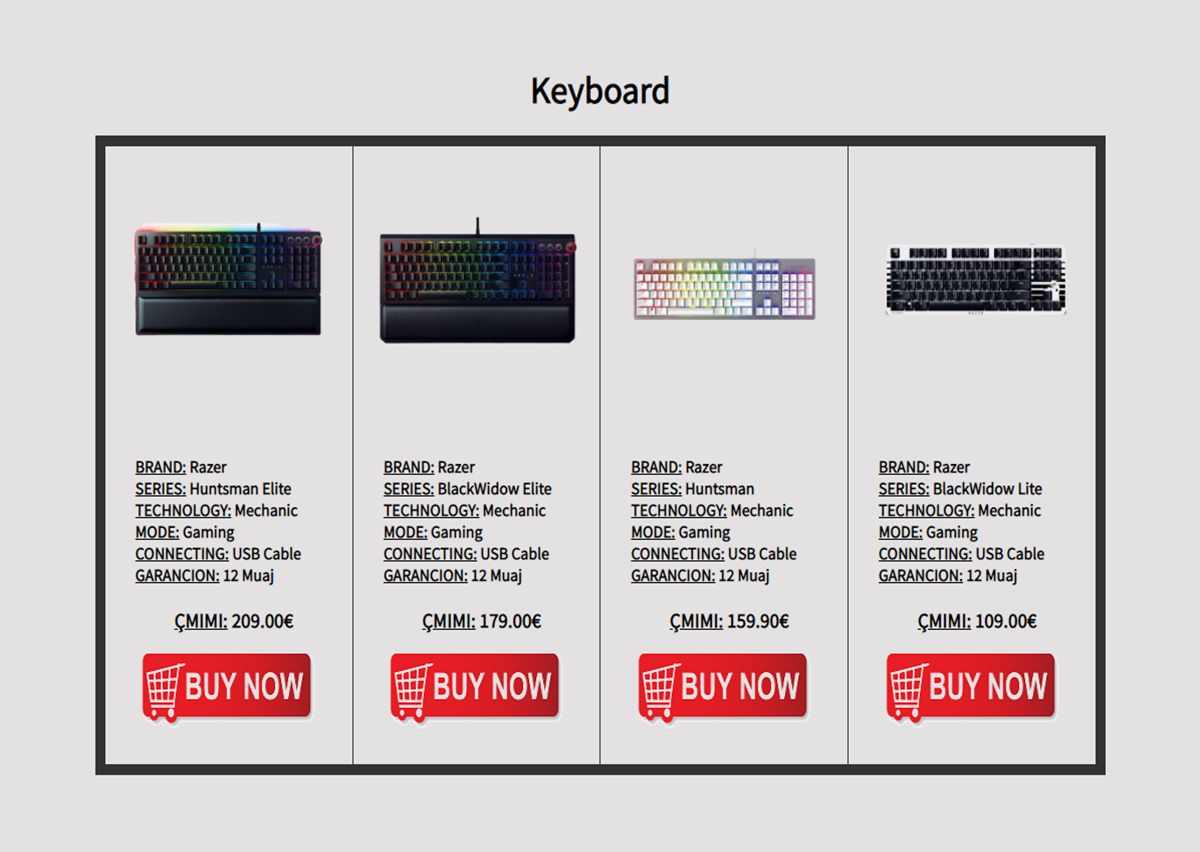 Keyboard
BRAND: Razer
SERIES: Huntsman Elite
TECHNOLOGY: Mechanic
MODE: Gaming
CONNECTING: USB Cable
GARANCION: 12 Muaj
ÇMIMI: 209.00€
BUY NOW
BRAND: Razer
SERIES: BlackWidow Elite
TECHNOLOGY: Mechanic
MODE: Gaming
CONNECTING: USB Cable
GARANCION: 12 Muaj
ÇMIMI: 179.00€
BUY NOW
BRAND: Razer
SERIES: Huntsman
TECHNOLOGY: Mechanic
MODE: Gaming
CONNECTING: USB Cable
GARANCION: 12 Muaj
ÇMIMI: 159.90€
BUY NOW
RAZER
BRAND: Razer
SERIES: BlackWidow Lite
TECHNOLOGY: Mechanic
MODE: Gaming
CONNECTING: USB Cable
GARANCION: 12 Muaj
ÇMIMI: 109.00€
BUY NOW